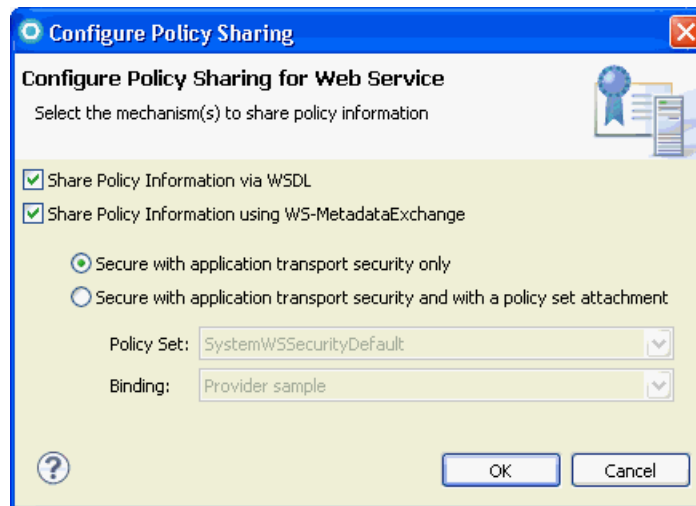 Configure Policy Sharing
Configure Policy Sharing for Web Service
Select the mechanism(s) to share policy information
Share Policy Information via WSDL
Share Policy Information using WS-MetadataExchange
Secure with application transport security only
Secure with application transport security and with a policy set attachment
Policy Set: SystemWSSecurityDefault
Binding: Provider sample
? OK Cancel